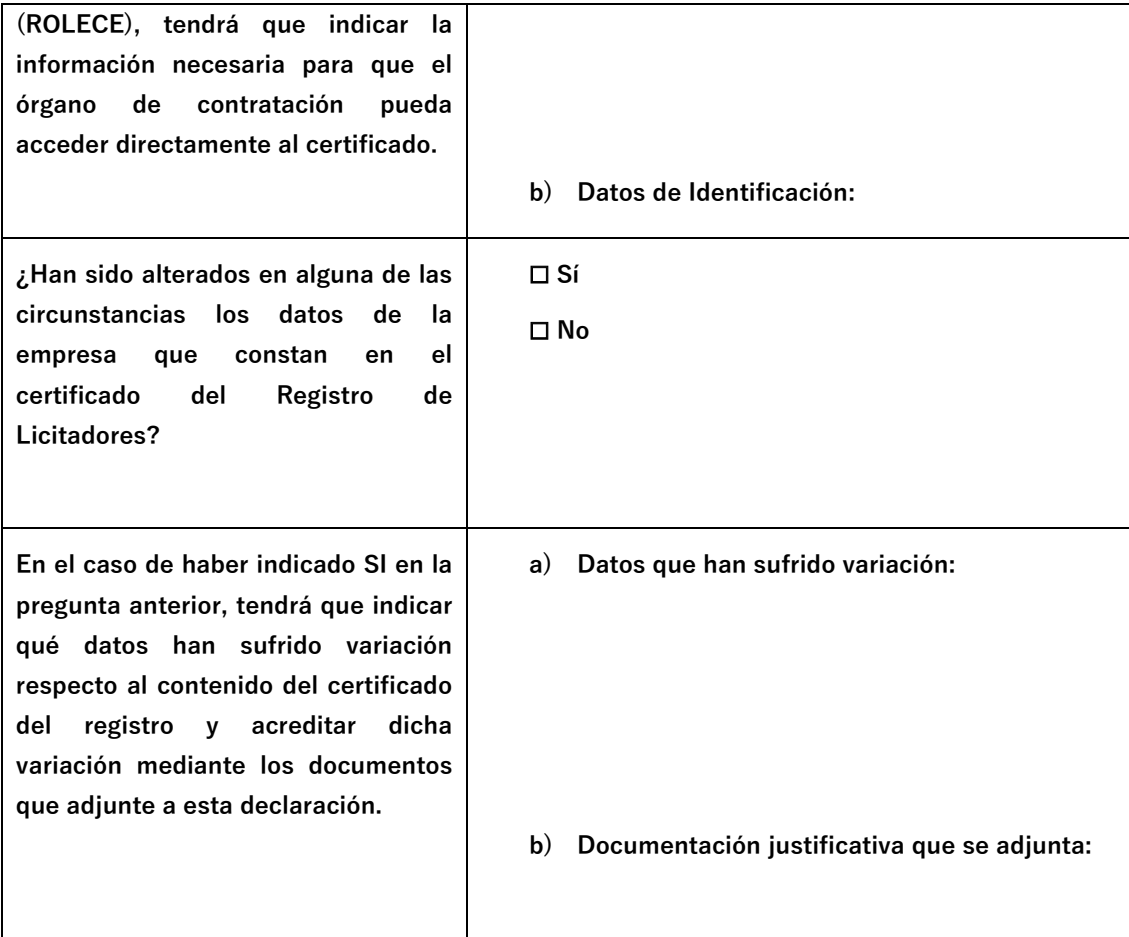 (ROLECE), tendrá que indicar la
información necesaria para que el
órgano de contratación pueda
acceder directamente al certificado.
b) Datos de Identificación:
¿Han sido alterados en alguna de las
circunstancias los datos de la
empresa que constan en el
certificado del Registro de
Licitadores?
☐ Sí
☐ No
En el caso de haber indicado SI en la
pregunta anterior, tendrá que indicar
qué datos han sufrido variación
respecto al contenido del certificado
del registro y acreditar dicha
variación mediante los documentos
que adjunte a esta declaración.
a) Datos que han sufrido variación:
b) Documentación justificativa que se adjunta: